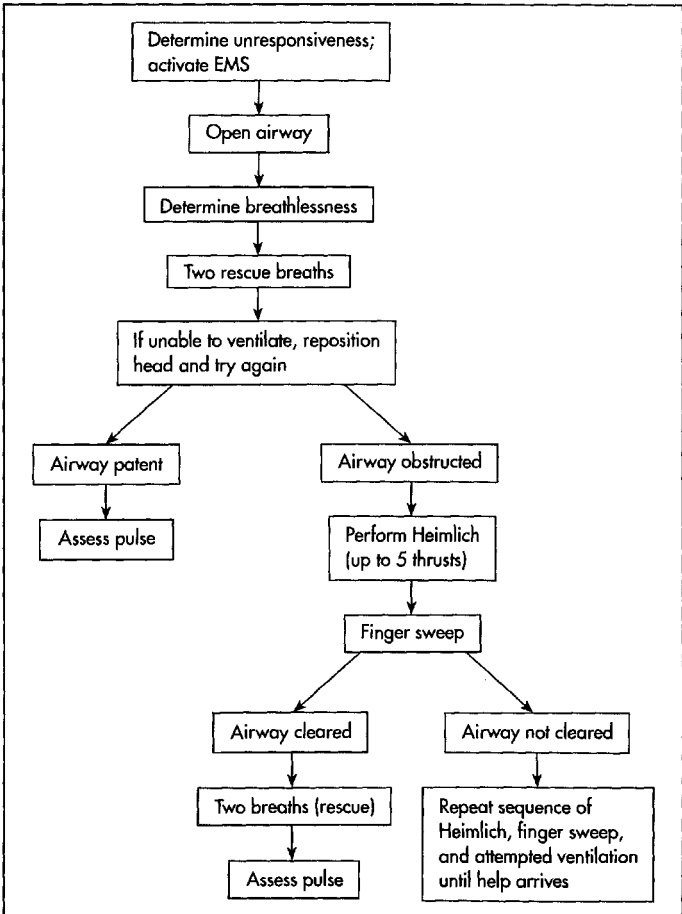 Determine unresponsiveness;
activate EMS
Open airway
Determine breathlessness
Two rescue breaths
If unable to ventilate, reposition
head and try again
Airway patent
Airway obstructed
Assess pulse
Perform Heimlich
(up to 5 thrusts)
Finger sweep
Airway cleared
Airway not cleared
Two breaths (rescue)
Repeat sequence of
Heimlich, finger sweep,
and attempted ventilation
until help arrives
Assess pulse